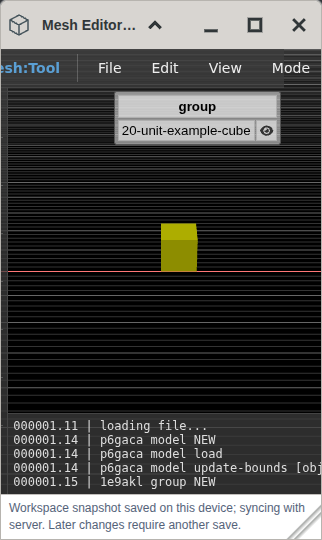 Mesh Editor…
esh:Tool File Edit View Mode
group
20-unit-example-cube
000001.11 | loading file...
000001.14 | p6gaca model NEW
000001.14 | p6gaca model load
000001.14 | p6gaca model update-bounds [obj
000001.15 | 1e9akl group NEW
Workspace snapshot saved on this device; syncing with
server. Later changes require another save.